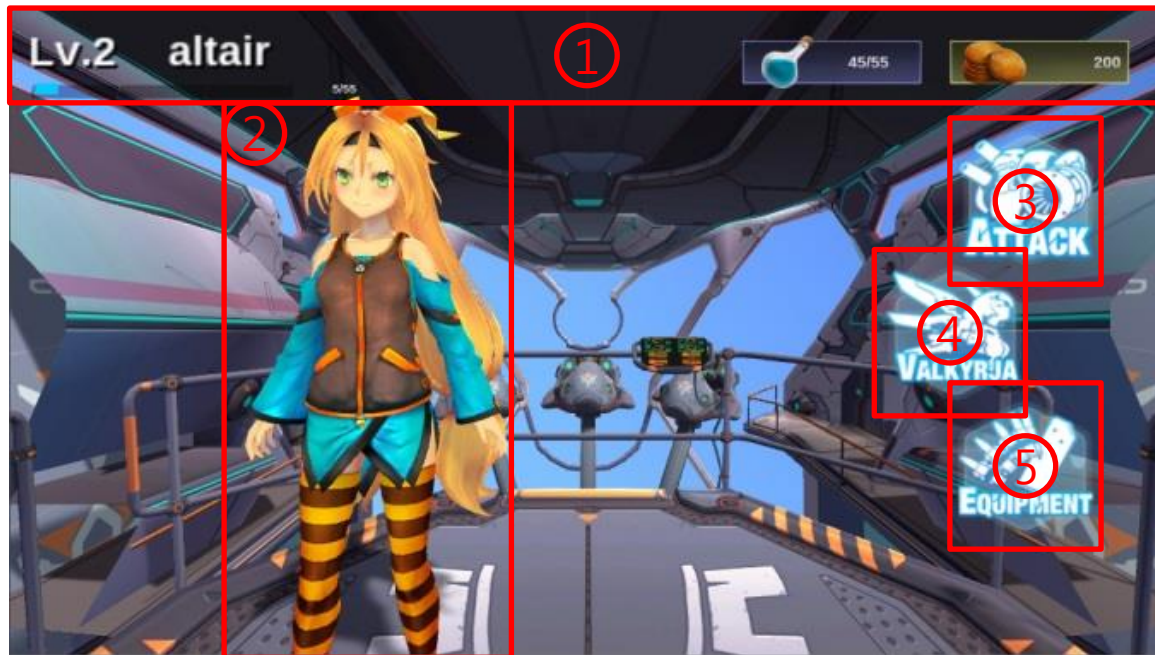 Lv.2 altair
①
45/55
200
5/55
②
③
ATTACK
④
VALKYRJA
⑤
EQUIPMENT